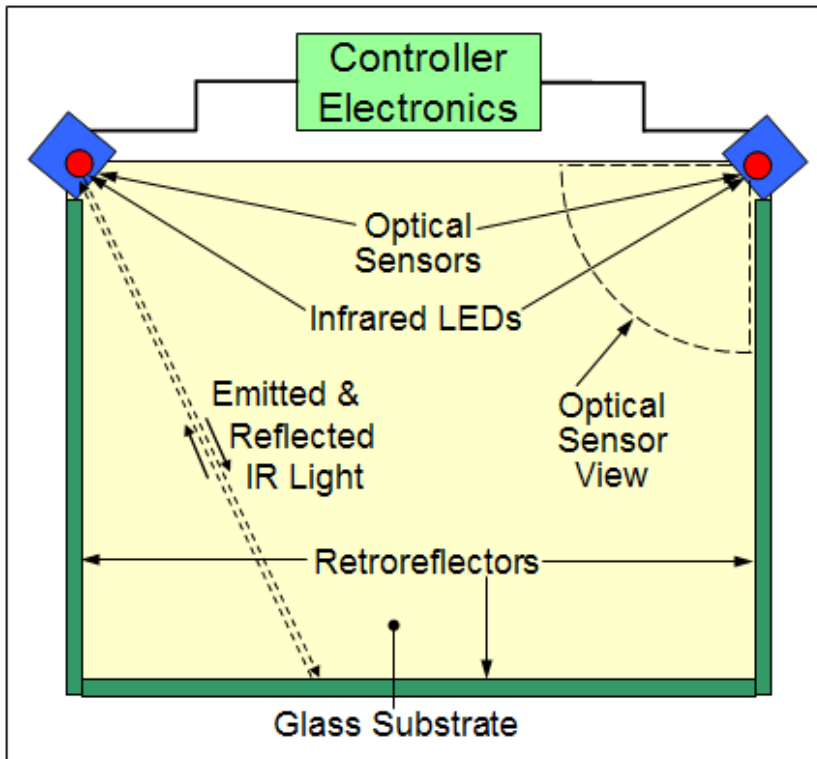 Controller
Electronics
Optical
Sensors
Infrared LEDs
Emitted &
Reflected
IR Light
Optical
Sensor
View
Retroreflectors
Glass Substrate